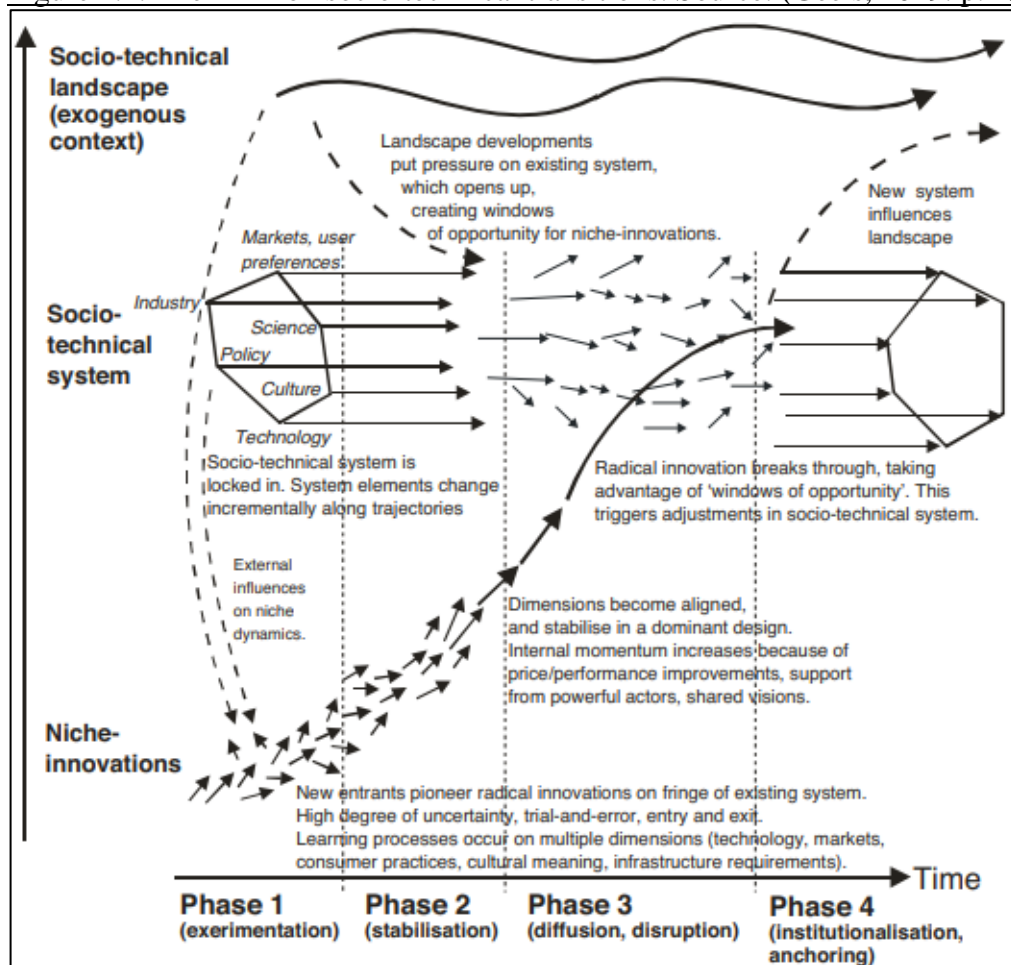 Figure socio-technical transitions. Source: (Geels,
Socio-technical
landscape
(exogenous
context)
Landscape developments
put pressure on existing system,
which opens up,
creating windows
of opportunity for niche-innovations.
New system
influences
landscape
Markets, user
preferences
Industry
Science
Policy
Culture
Technology
Socio-
technical
system
Socio-technical system is
locked in. System elements change
incrementally along trajectories
Radical innovation breaks through, taking
advantage of ‘windows of opportunity’. This
triggers adjustments in socio-technical system.
External
influences
on niche
dynamics.
Dimensions become aligned,
and stabilise in a dominant design.
Internal momentum increases because of
price/performance improvements, support
from powerful actors, shared visions.
Niche-
innovations
New entrants pioneer radical innovations on fringe of existing system.
High degree of uncertainty, trial-and-error, entry and exit.
Learning processes occur on multiple dimensions (technology, markets,
consumer practices, cultural meaning, infrastructure requirements).
Time
Phase 1
(exerimentation)
Phase 2
(stabilisation)
Phase 3
(diffusion, disruption)
Phase 4
(institutionalisation,
anchoring)